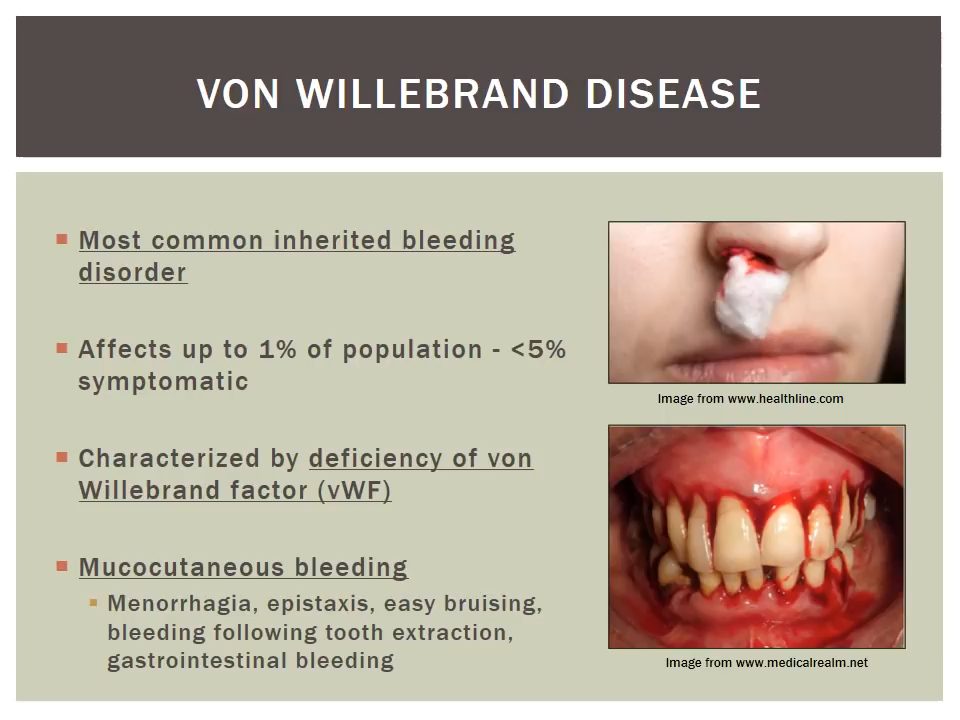 VON WILLEBRAND DISEASE
Most common inherited bleeding
disorder
Affects up to 1% of population - <5%
symptomatic
Characterized by deficiency of von
Willebrand factor (vWF)
Mucocutaneous bleeding
Menorrhagia, epistaxis, easy bruising,
bleeding following tooth extraction,
gastrointestinal bleeding
Image from www.healthline.com
Image from www.medicalrealm.net